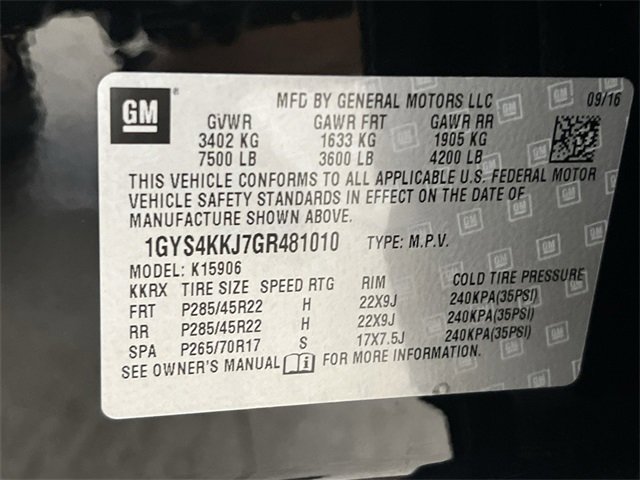 GM
MFD BY GENERAL MOTORS LLC 09/16
GVWR GAWR FRT GAWR RR
3402 KG 1633 KG 1905 KG
7500 LB 3600 LB 4200 LB
THIS VEHICLE CONFORMS TO ALL APPLICABLE U.S. FEDERAL MOTOR
VEHICLE SAFETY STANDARDS IN EFFECT ON THE DATE OF
MANUFACTURE SHOWN ABOVE.
1GYS4KKJ7GR481010 TYPE: M.P.V.
MODEL: K15906
KKRX TIRE SIZE SPEED RTG RIM COLD TIRE PRESSURE
FRT P285/45R22 H 22X9J 240KPA(35PSI)
RR P285/45R22 H 22X9J 240KPA(35PSI)
SPA P265/70R17 S 17X7.5J 240KPA(35PSI)
SEE OWNER'S MANUAL FOR MORE INFORMATION.